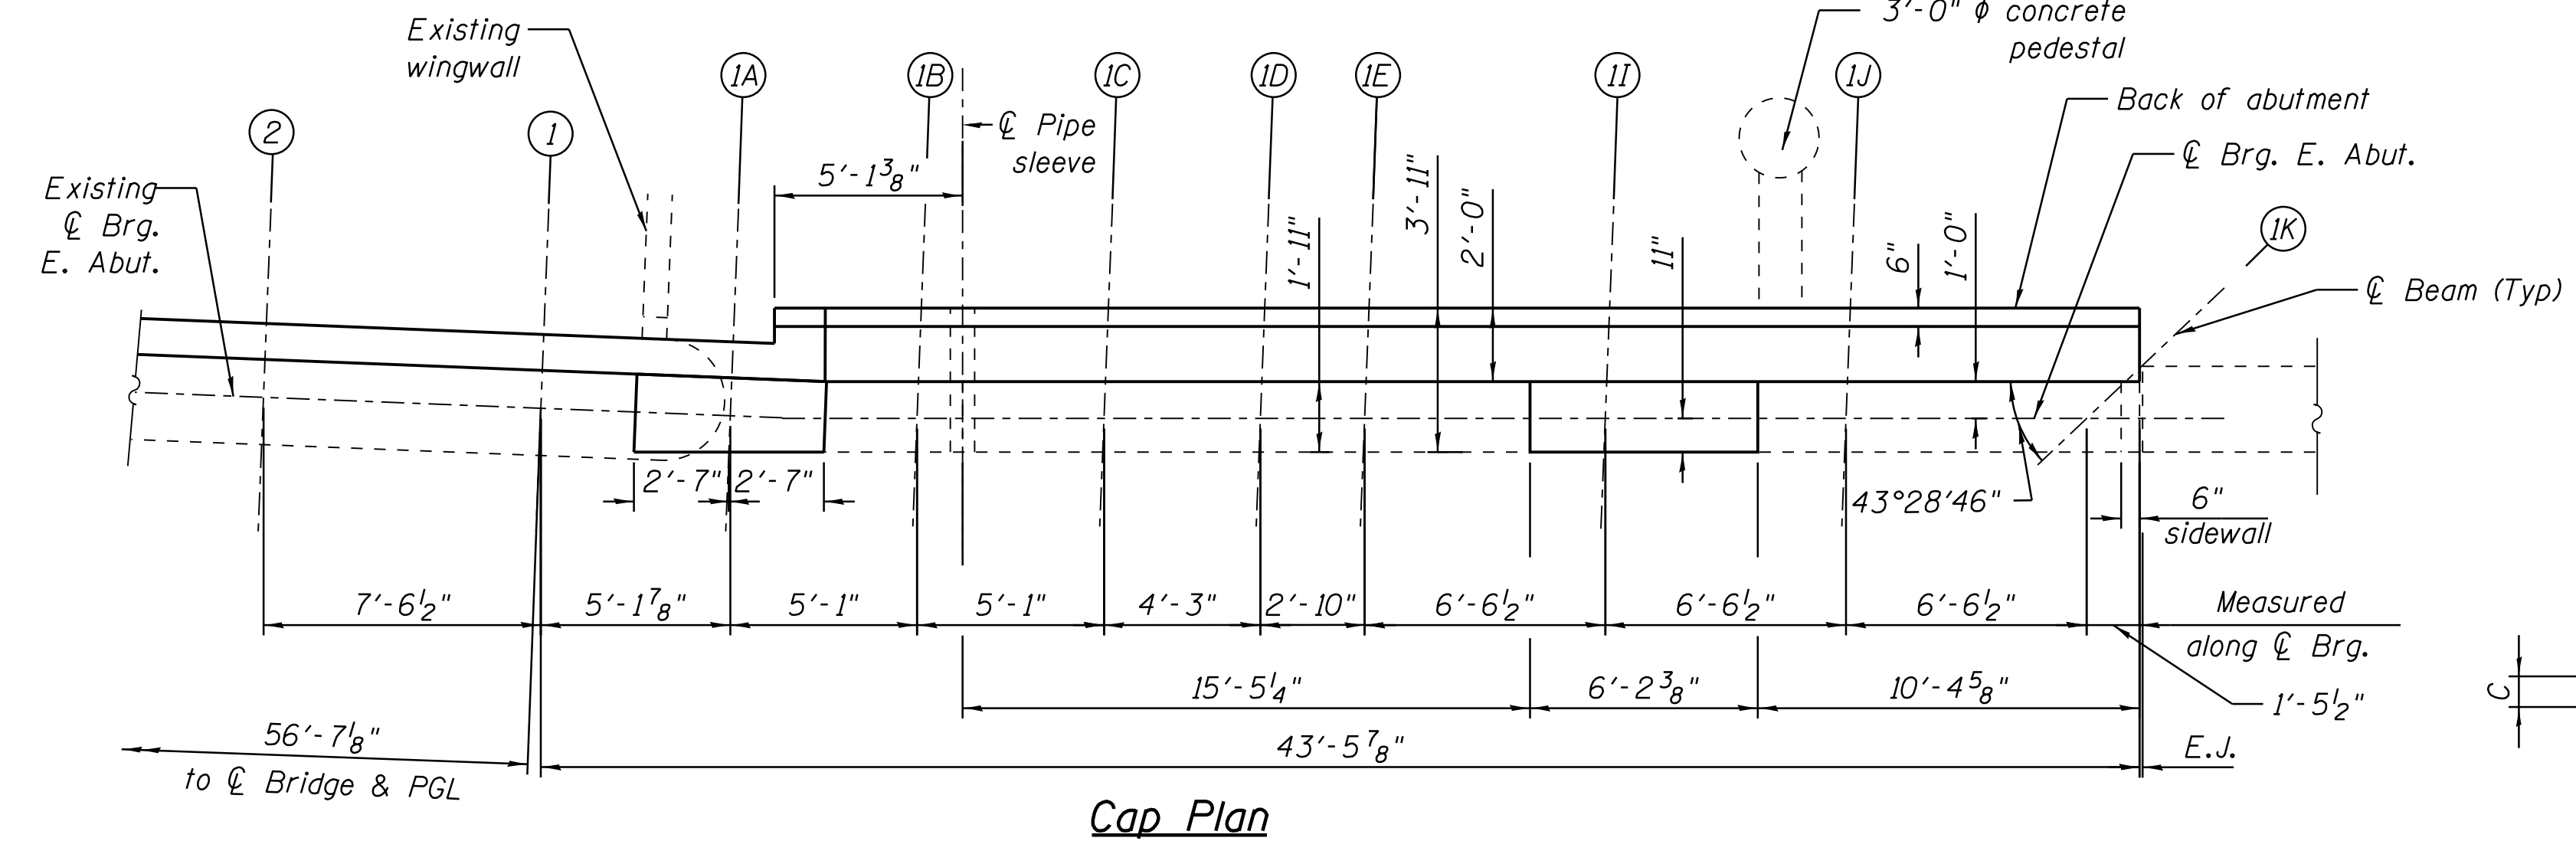 3'-0" ϕ concrete
pedestal
Existing
wingwall
1A
1B
1C
1D
1E
1I
1J
Back of abutment
2
1
℄ Pipe
sleeve
℄ Brg. E. Abut.
5'-1 3/8"
Existing
℄ Brg.
E. Abut.
1'-11"
3'-11"
2'-0"
11"
6"
1'-0"
1K
℄ Beam (Typ)
2'-7"
2'-7"
43°28'46"
6"
sidewall
7'-6 1/2"
5'-1 7/8"
5'-1"
5'-1"
4'-3"
2'-10"
6'-6 1/2"
6'-6 1/2"
6'-6 1/2"
Measured
along ℄ Brg.
15'-5 1/4"
6'-2 3/8"
10'-4 5/8"
1'-5 1/2"
C
56'-7 1/8"
to ℄ Bridge & PGL
43'-5 7/8"
E.J.
Cap Plan